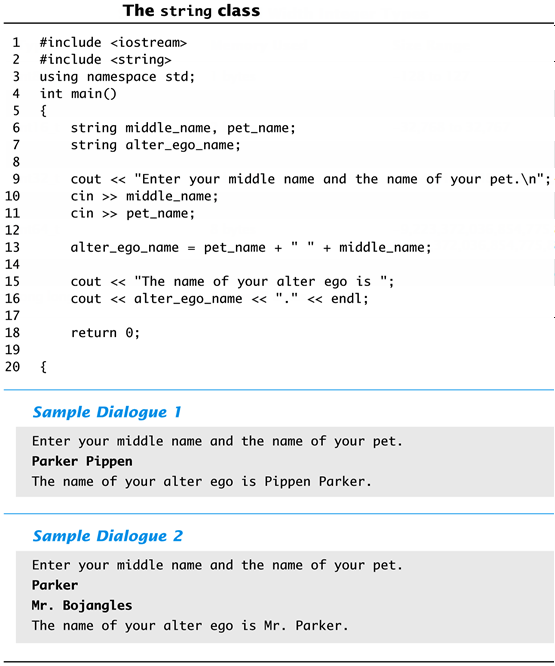 The string class
1 #include <iostream>
2 #include <string>
3 using namespace std;
4 int main()
5 {
6     string middle_name, pet_name;
7     string alter_ego_name;
8
9     cout << "Enter your middle name and the name of your pet.\n";
10     cin >> middle_name;
11     cin >> pet_name;
12
13     alter_ego_name = pet_name + " " + middle_name;
14
15     cout << "The name of your alter ego is ";
16     cout << alter_ego_name << "." << endl;
17
18     return 0;
19
20 {
Sample Dialogue 1
Enter your middle name and the name of your pet.
Parker Pippen
The name of your alter ego is Pippen Parker.
Sample Dialogue 2
Enter your middle name and the name of your pet.
Parker
Mr. Bojangles
The name of your alter ego is Mr. Parker.